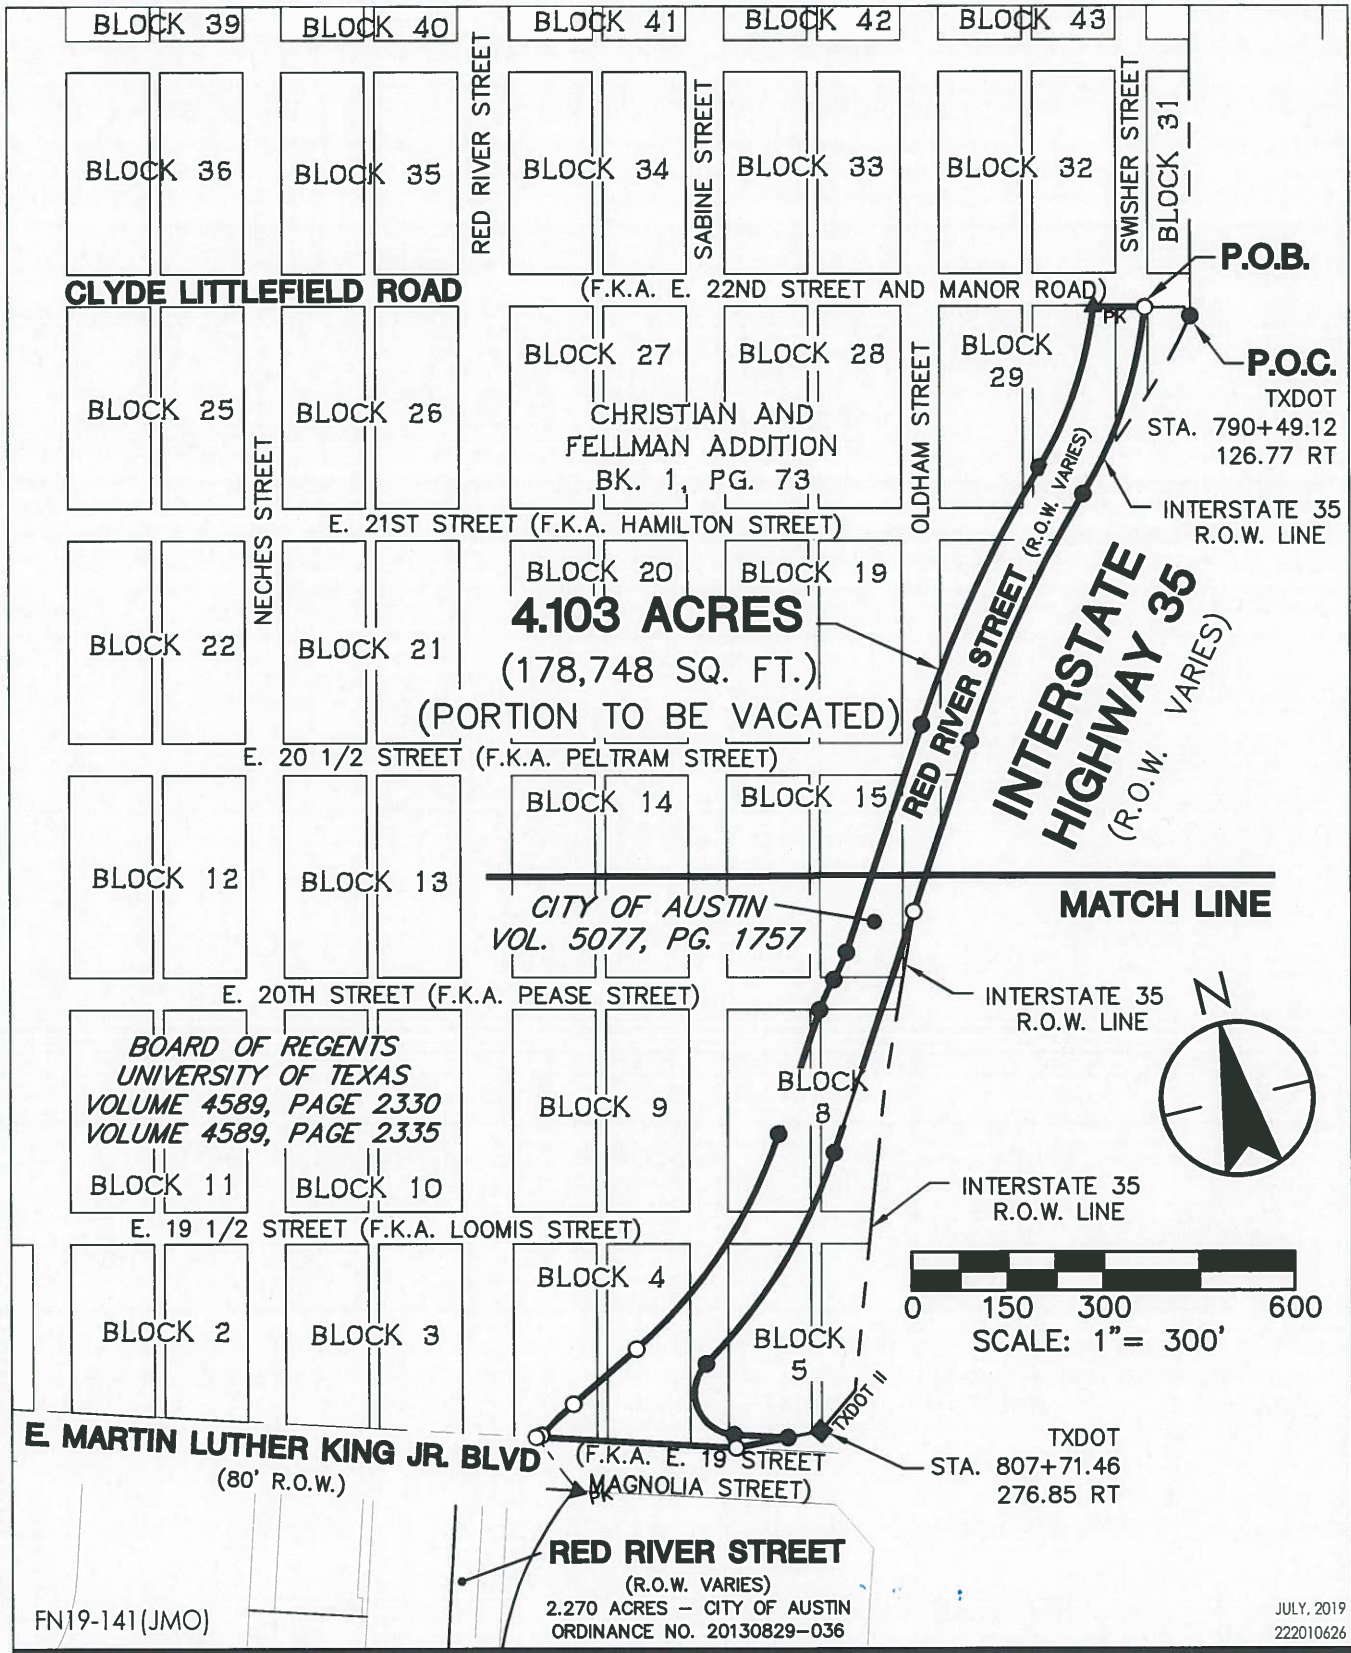 BLOCK 39
BLOCK 40
BLOCK 41
BLOCK 42
BLOCK 43
RED RIVER STREET
SABINE STREET
SWISHER STREET
BLOCK 31
BLOCK 36
BLOCK 35
BLOCK 34
BLOCK 33
BLOCK 32
P.O.B.
CLYDE LITTLEFIELD ROAD
(F.K.A. E. 22ND STREET AND MANOR ROAD)
PK
BLOCK 27
BLOCK 28
BLOCK
29
P.O.C.
TXDOT
STA. 790+49.12
126.77 RT
BLOCK 25
BLOCK 26
CHRISTIAN AND
FELLMAN ADDITION
BK. 1, PG. 73
OLDHAM STREET
NECHES STREET
INTERSTATE 35
R.O.W. LINE
E. 21ST STREET (F.K.A. HAMILTON STREET)
BLOCK 20
BLOCK 19
4.103 ACRES
(178,748 SQ. FT.)
(PORTION TO BE VACATED)
RED RIVER STREET (R.O.W. VARIES)
INTERSTATE
HIGHWAY 35
(R.O.W. VARIES)
BLOCK 22
BLOCK 21
E. 20 1/2 STREET (F.K.A. PELTRAM STREET)
BLOCK 14
BLOCK 15
BLOCK 12
BLOCK 13
MATCH LINE
CITY OF AUSTIN
VOL. 5077, PG. 1757
E. 20TH STREET (F.K.A. PEASE STREET)
INTERSTATE 35
R.O.W. LINE
N
BOARD OF REGENTS
UNIVERSITY OF TEXAS
VOLUME 4589, PAGE 2330
VOLUME 4589, PAGE 2335
BLOCK 9
BLOCK
8
BLOCK 11
BLOCK 10
INTERSTATE 35
R.O.W. LINE
E. 19 1/2 STREET (F.K.A. LOOMIS STREET)
BLOCK 4
BLOCK 2
BLOCK 3
BLOCK
5
0 150 300 600
SCALE: 1"= 300'
TXDOT II
E. MARTIN LUTHER KING JR. BLVD
(80' R.O.W.)
(F.K.A. E. 19 STREET
MAGNOLIA STREET)
PK
TXDOT
STA. 807+71.46
276.85 RT
RED RIVER STREET
(R.O.W. VARIES)
2.270 ACRES - CITY OF AUSTIN
ORDINANCE NO. 20130829-036
FN19-141(JMO)
JULY, 2019
222010626